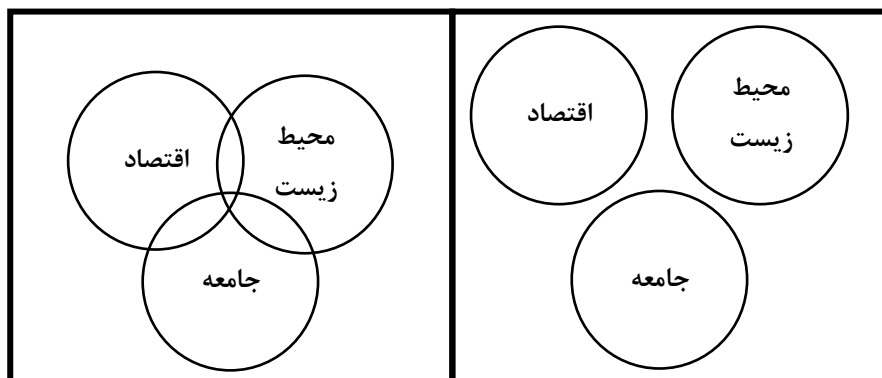 محیط
زیست
اقتصاد
جامعه
محیط
زیست
اقتصاد
جامعه